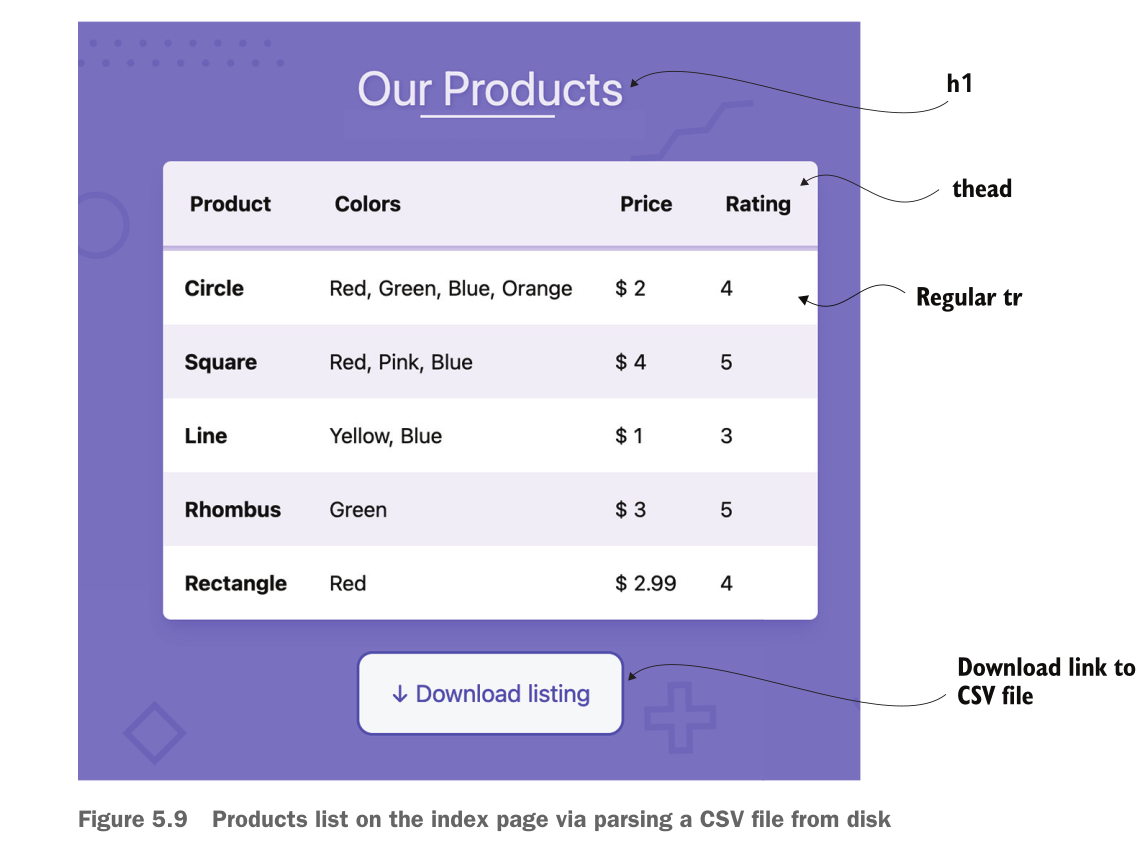 Our Products
h1
thead
Product Colors Price Rating
Circle Red, Green, Blue, Orange $ 2 4
Regular tr
Square Red, Pink, Blue $ 4 5
Line Yellow, Blue $ 1 3
Rhombus Green $ 3 5
Rectangle Red $ 2.99 4
↓ Download listing
Download link to
CSV file
Figure 5.9 Products list on the index page via parsing a CSV file from disk